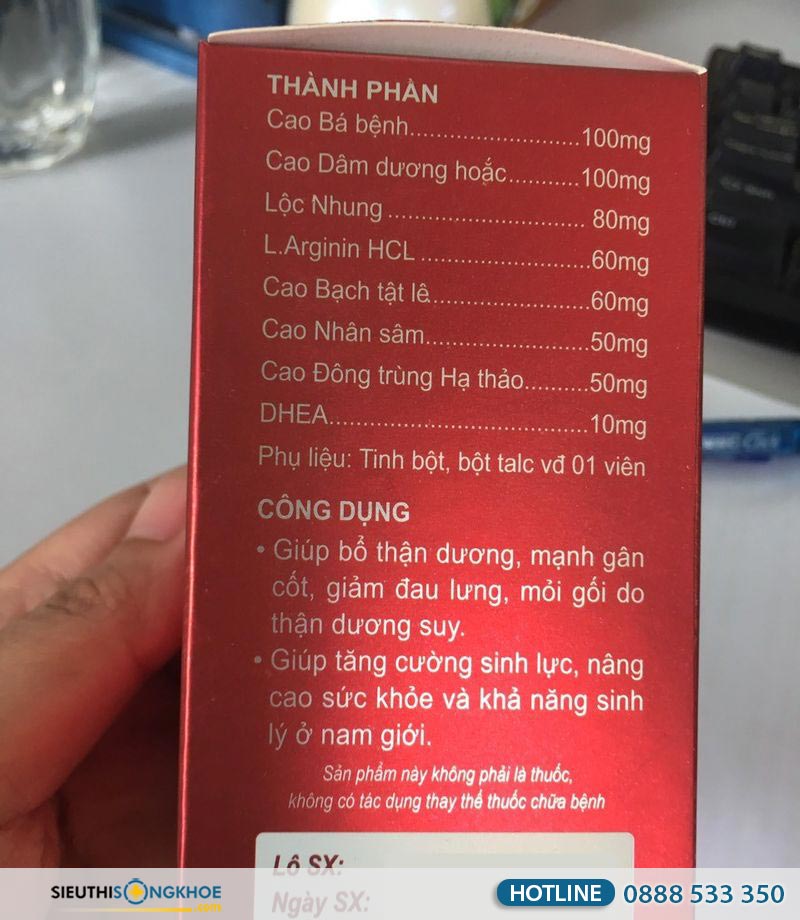 THÀNH PHẦN
Cao Bá bệnh............................100mg
Cao Dâm dương hoắc...........100mg
Lộc Nhung ................................ 80mg
L.Arginin HCL ...........................60mg
Cao Bạch tật lê..........................60mg
Cao Nhân sâm..........................50mg
Cao Đông trùng Hạ thảo..........50mg
DHEA..........................................10mg
Phụ liệu: Tinh bột, bột talc vđ 01 viên
CÔNG DỤNG
• Giúp bổ thận dương, mạnh gân
cốt, giảm đau lưng, mỏi gối do
thận dương suy.
• Giúp tăng cường sinh lực, nâng
cao sức khỏe và khả năng sinh
lý ở nam giới.
Sản phẩm này không phải là thuốc,
không có tác dụng thay thế thuốc chữa bệnh
Lô SX:
Ngày SX:
SIEUTHISONGKHOE
.com
HOTLINE 0888 533 350